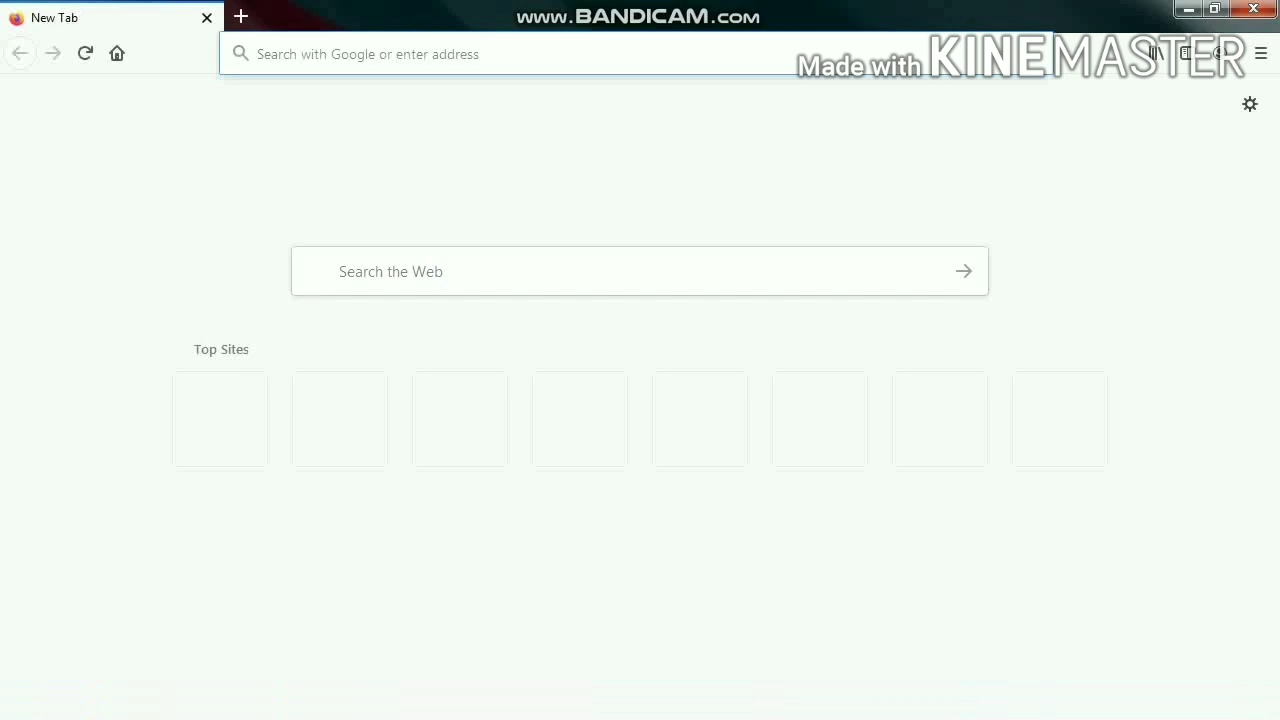 New Tab
www.BANDICAM.com
Search with Google or enter address
Made with KINEMASTER
Search the Web
Top Sites